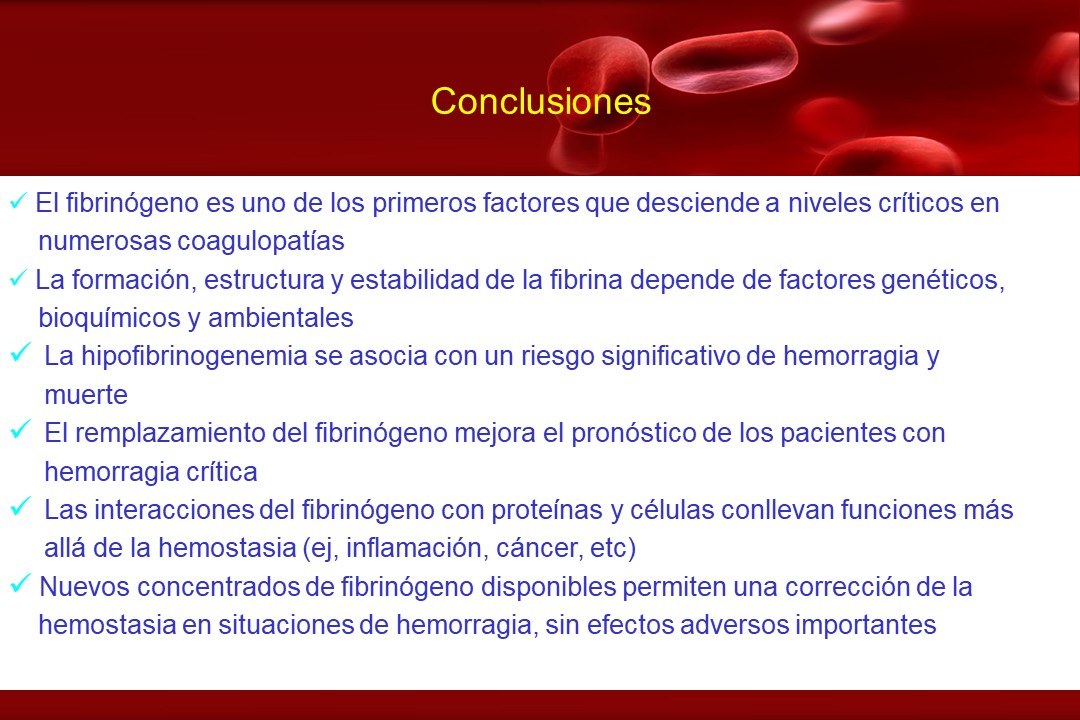 Conclusiones
✓ El fibrinógeno es uno de los primeros factores que desciende a niveles críticos en
numerosas coagulopatías
✓ La formación, estructura y estabilidad de la fibrina depende de factores genéticos,
bioquímicos y ambientales
✓ La hipofibrinogenemia se asocia con un riesgo significativo de hemorragia y
muerte
✓ El remplazamiento del fibrinógeno mejora el pronóstico de los pacientes con
hemorragia crítica
✓ Las interacciones del fibrinógeno con proteínas y células conllevan funciones más
allá de la hemostasia (ej, inflamación, cáncer, etc)
✓ Nuevos concentrados de fibrinógeno disponibles permiten una corrección de la
hemostasia en situaciones de hemorragia, sin efectos adversos importantes